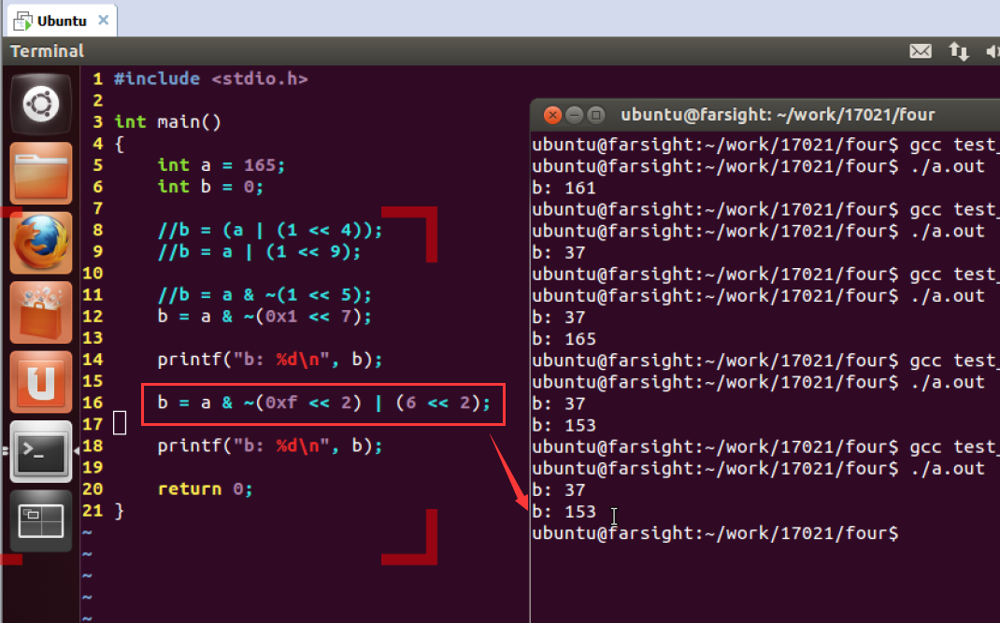 Ubuntu
Terminal
1 #include <stdio.h>
2
3 int main()
4 {
5     int a = 165;
6     int b = 0;
7
8     //b = (a | (1 << 4));
9     //b = a | (1 << 9);
10
11     //b = a & ~(1 << 5);
12     b = a & ~(0x1 << 7);
13
14     printf("b: %d\n", b);
15
16     b = a & ~(0xf << 2) | (6 << 2);
17
18     printf("b: %d\n", b);
19
20     return 0;
21 }
~
~
~
~
~
ubuntu@farsight: ~/work/17021/four
ubuntu@farsight:~/work/17021/four$ gcc test_
ubuntu@farsight:~/work/17021/four$ ./a.out
b: 161
ubuntu@farsight:~/work/17021/four$ gcc test_
ubuntu@farsight:~/work/17021/four$ ./a.out
b: 37
ubuntu@farsight:~/work/17021/four$ gcc test_
ubuntu@farsight:~/work/17021/four$ ./a.out
b: 37
b: 165
ubuntu@farsight:~/work/17021/four$ gcc test_
ubuntu@farsight:~/work/17021/four$ ./a.out
b: 37
b: 153
ubuntu@farsight:~/work/17021/four$ gcc test_
ubuntu@farsight:~/work/17021/four$ ./a.out
b: 37
b: 153
ubuntu@farsight:~/work/17021/four$